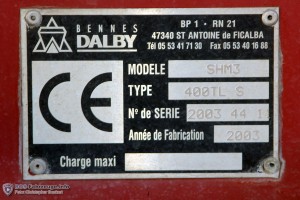 BENNES
DALBY
BP 1 - RN 21
47340 ST ANTOINE de FICALBA
Tél 05 53 41 71 30 Fax 05 53 40 16 88
CE
MODELE SHM3
TYPE 400TL S
N° de SERIE 2003 44 1
Année de Fabrication 2003
Charge maxi